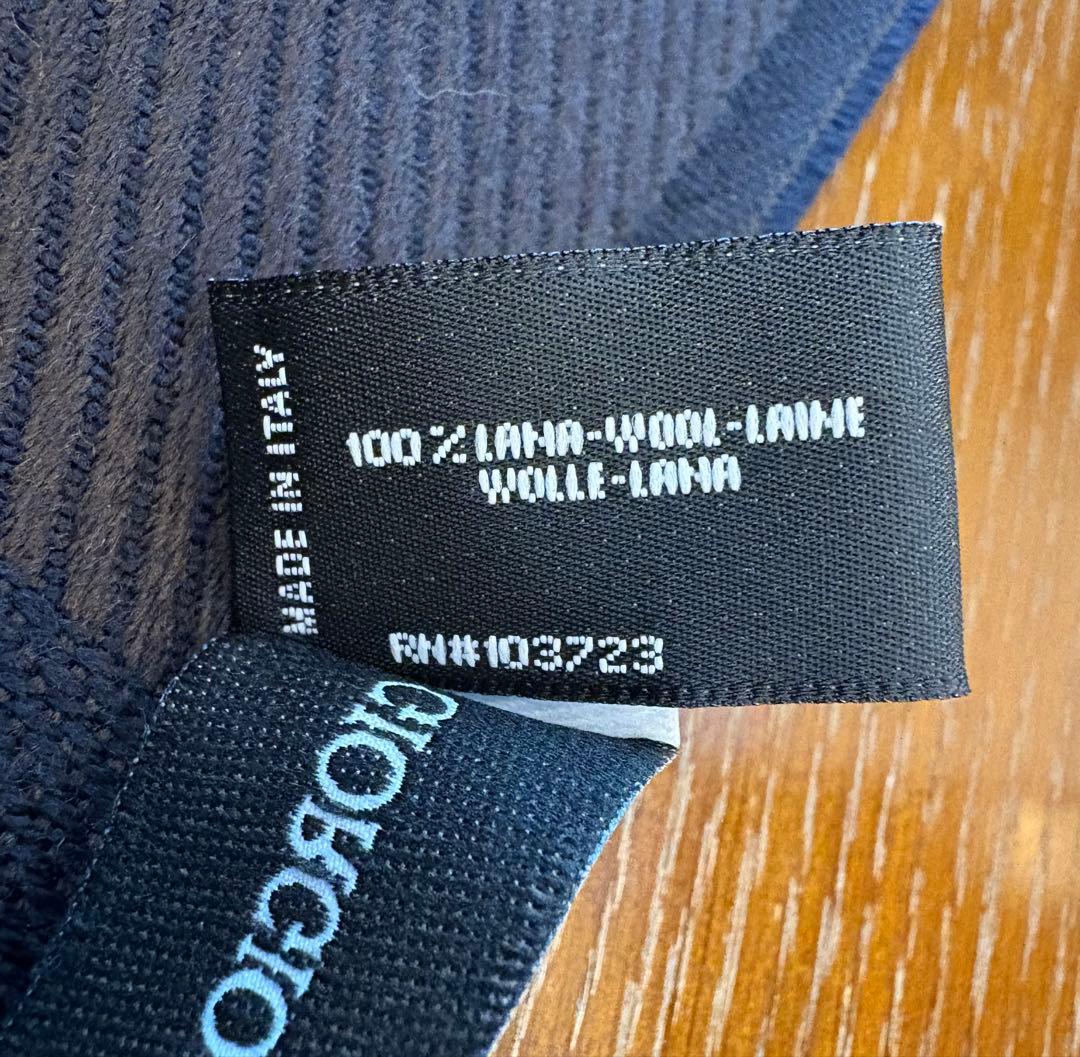 MADE IN ITALY
100% LANA-WOOL-LAINE
WOLLE-LANA
RN#103723
GIORGIO